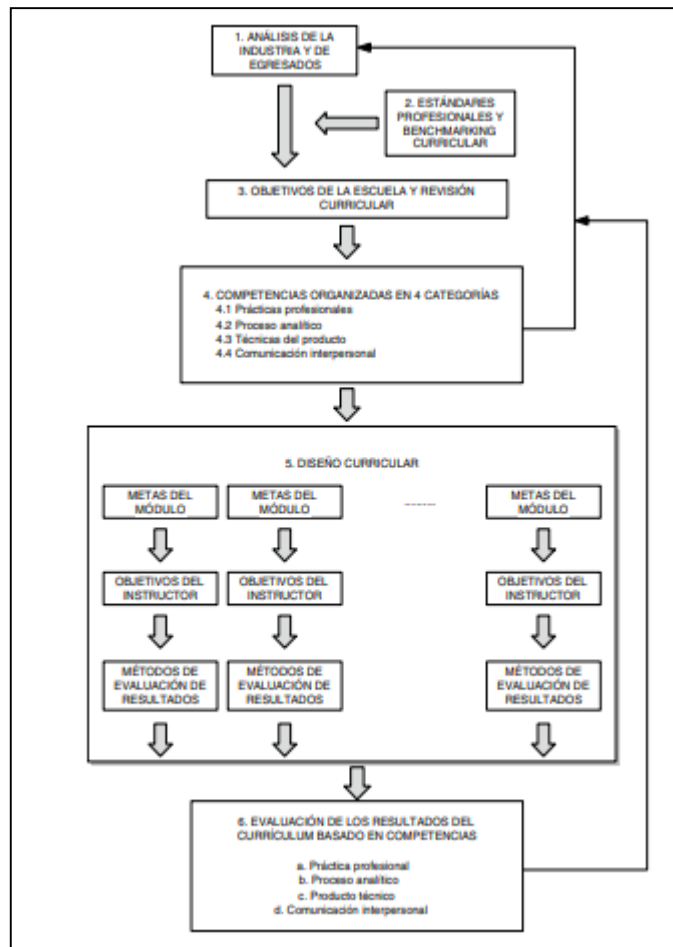 1. ANÁLISIS DE LA
INDUSTRIA Y DE
EGRESADOS
2. ESTÁNDARES
PROFESIONALES Y
BENCHMARKING
CURRICULAR
3. OBJETIVOS DE LA ESCUELA Y REVISIÓN
CURRICULAR
4. COMPETENCIAS ORGANIZADAS EN 4 CATEGORÍAS
4.1 Prácticas profesionales
4.2 Proceso analítico
4.3 Técnicas del producto
4.4 Comunicación interpersonal
5. DISEÑO CURRICULAR
METAS DEL
MÓDULO
METAS DEL
MÓDULO
........
METAS DEL
MÓDULO
OBJETIVOS DEL
INSTRUCTOR
OBJETIVOS DEL
INSTRUCTOR
OBJETIVOS DEL
INSTRUCTOR
MÉTODOS DE
EVALUACIÓN DE
RESULTADOS
MÉTODOS DE
EVALUACIÓN DE
RESULTADOS
MÉTODOS DE
EVALUACIÓN DE
RESULTADOS
6. EVALUACIÓN DE LOS RESULTADOS DEL
CURRÍCULUM BASADO EN COMPETENCIAS
a. Práctica profesional
b. Proceso analítico
c. Producto técnico
d. Comunicación interpersonal